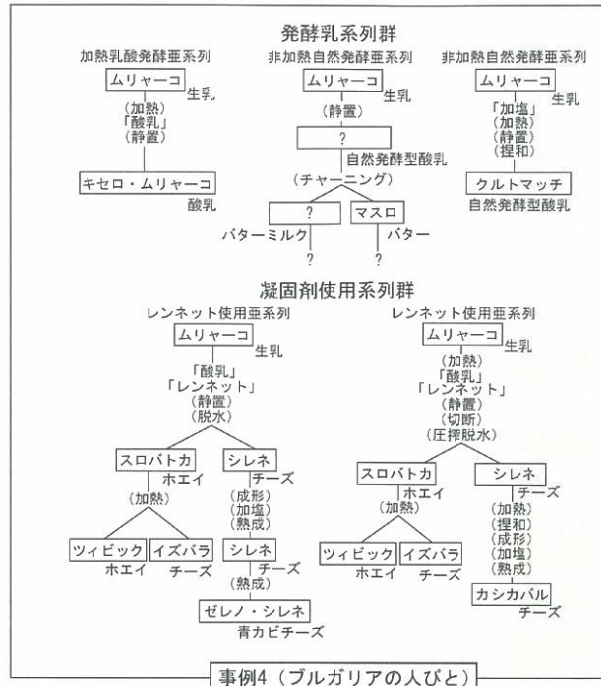 発酵乳系列群
加熱乳酸発酵亜系列
ムリャーコ
生乳
(加熱)
「酸乳」
(静置)
キセロ・ムリャーコ
酸乳
非加熱自然発酵亜系列
ムリャーコ
生乳
(静置)
?
自然発酵型酸乳
(チャーニング)
?
バターミルク
?
マスロ
バター
?
非加熱自然発酵亜系列
ムリャーコ
生乳
「加塩」
(加熱)
(静置)
(捏和)
クルトマッチ
自然発酵型酸乳
凝固剤使用系列群
レンネット使用亜系列
ムリャーコ
生乳
「酸乳」
「レンネット」
(静置)
(脱水)
スロバトカ
ホエイ
(加熱)
ツィビック
ホエイ
イズバラ
チーズ
シレネ
チーズ
(成形)
(加塩)
(熟成)
シレネ
チーズ
(熟成)
ゼレノ・シレネ
青カビチーズ
レンネット使用亜系列
ムリャーコ
生乳
(加熱)
「酸乳」
「レンネット」
(静置)
(切断)
(圧搾脱水)
スロバトカ
ホエイ
(加熱)
ツィビック
ホエイ
イズバラ
チーズ
シレネ
チーズ
(加熱)
(捏和)
(成形)
(加塩)
(熟成)
カシカバル
チーズ
事例4(ブルガリアの人びと)